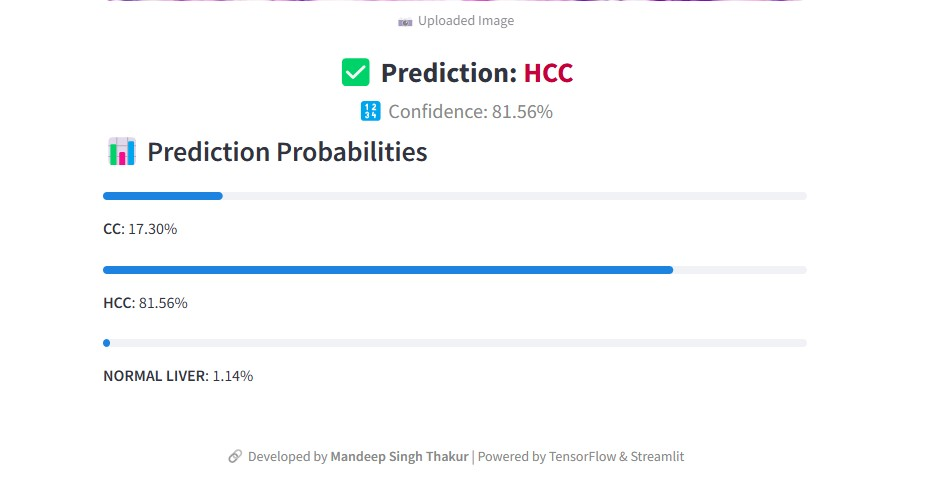 Uploaded Image
Prediction: HCC
Confidence: 81.56%
Prediction Probabilities
CC: 17.30%
HCC: 81.56%
NORMAL LIVER: 1.14%
Developed by Mandeep Singh Thakur | Powered by TensorFlow & Streamlit